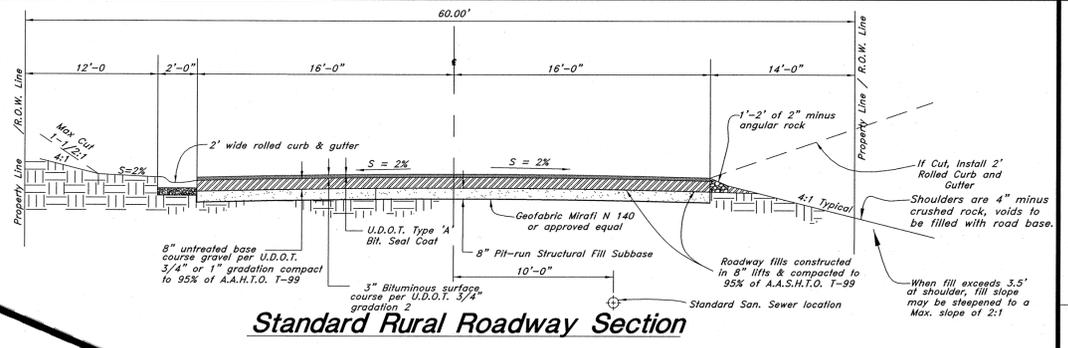 60.00'
12'-0
2'-0"
16'-0"
16'-0"
14'-0"
Property Line /R.O.W. Line
Property Line / R.O.W. Line
Max Cut
1-1/2:1
4:1
S=2%
2' wide rolled curb & gutter
S = 2%
S = 2%
1'-2' of 2" minus
angular rock
If Cut, Install 2'
Rolled Curb and
Gutter
4:1 Typical
Shoulders are 4" minus
crushed rock, voids to
be filled with road base.
Geofabric Mirafi N 140
or approved equal
U.D.O.T. Type 'A'
Bit. Seal Coat
8" untreated base
course gravel per U.D.O.T.
3/4" or 1" gradation compact
to 95% of A.A.H.T.O. T-99
8" Pit-run Structural Fill Subbase
10'-0"
Roadway fills constructed
in 8" lifts & compacted to
95% of A.A.S.H.T.O. T-99
3" Bituminous surface
course per U.D.O.T. 3/4"
gradation 2
Standard San. Sewer location
When fill exceeds 3.5'
at shoulder, fill slope
may be steepened to a
Max. slope of 2:1
Standard Rural Roadway Section